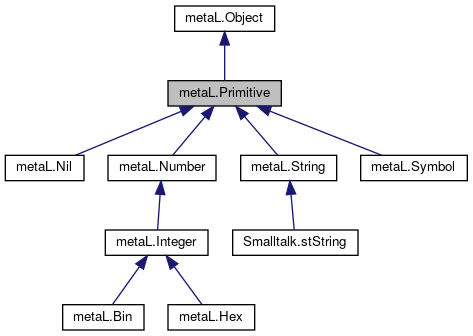 metaL.Object
metaL.Primitive
metaL.Nil
metaL.Number
metaL.String
metaL.Symbol
metaL.Integer
Smalltalk.stString
metaL.Bin
metaL.Hex